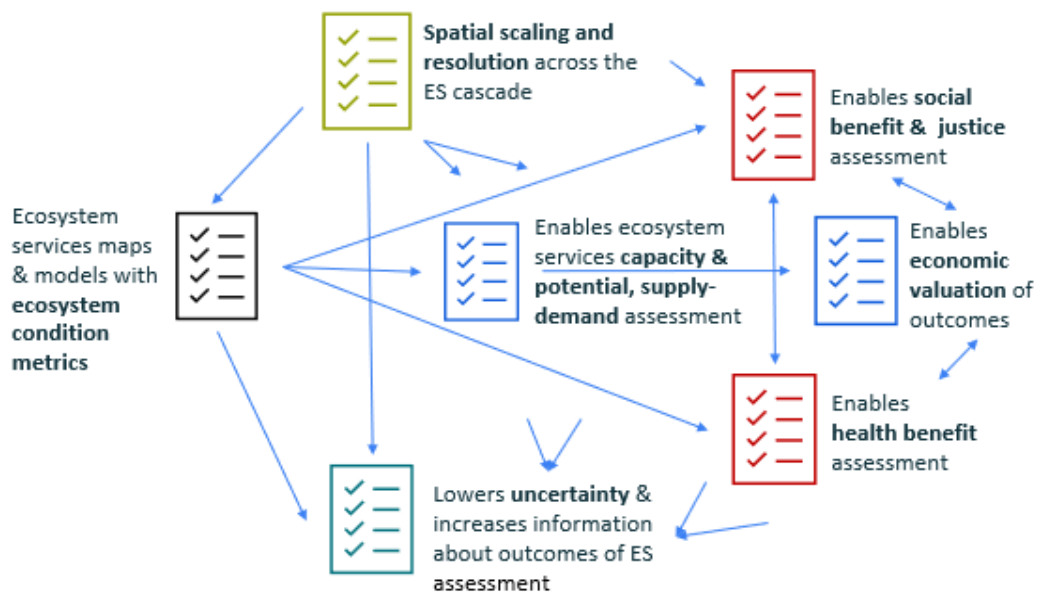 Spatial scaling and
resolution across the
ES cascade
Enables social
benefit & justice
assessment
Ecosystem
services maps
& models with
ecosystem
condition
metrics
Enables ecosystem
services capacity &
potential, supply-
demand assessment
Enables
economic
valuation of
outcomes
Enables
health benefit
assessment
Lowers uncertainty &
increases information
about outcomes of ES
assessment